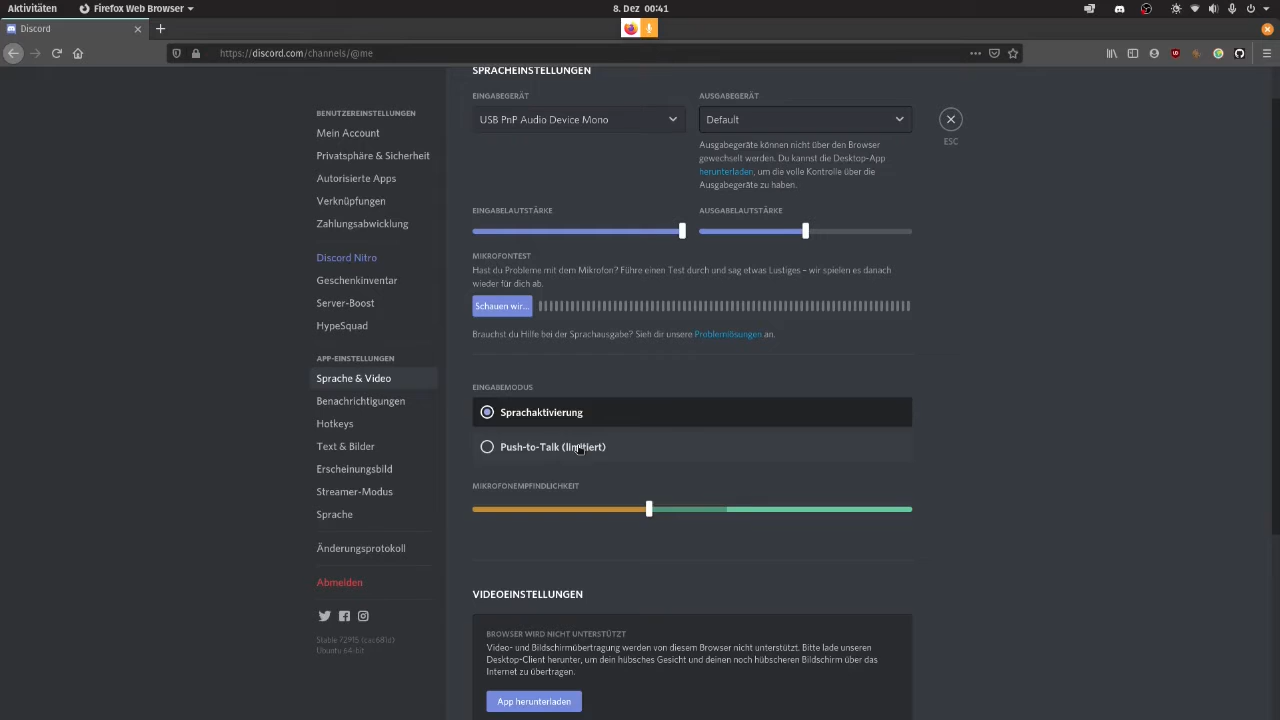 Aktivitäten
Firefox Web Browser
8. Dez 00:41
Discord
https://discord.com/channels/@me
SPRACHEINSTELLUNGEN
EINGABEGERÄT
USB PnP Audio Device Mono
AUSGABEGERÄT
Default
Ausgabegeräte können nicht über den Browser
gewechselt werden. Du kannst die Desktop-App
herunterladen, um die volle Kontrolle über die
Ausgabegeräte zu haben.
ESC
BENUTZEREINSTELLUNGEN
Mein Account
Privatsphäre & Sicherheit
Autorisierte Apps
Verknüpfungen
Zahlungsabwicklung
Discord Nitro
Geschenkinventar
Server-Boost
HypeSquad
APP-EINSTELLUNGEN
Sprache & Video
Benachrichtigungen
Hotkeys
Text & Bilder
Erscheinungsbild
Streamer-Modus
Sprache
Änderungsprotokoll
Abmelden
Stable 72915 (cac681d)
Ubuntu 64-bit
EINGABELAUTSTÄRKE
AUSGABELAUTSTÄRKE
MIKROFONTEST
Hast du Probleme mit dem Mikrofon? Führe einen Test durch und sag etwas Lustiges – wir spielen es danach
wieder für dich ab.
Schauen wir...
Brauchst du Hilfe bei der Sprachausgabe? Sieh dir unsere Problemlösungen an.
EINGABEMODUS
Sprachaktivierung
Push-to-Talk (limitiert)
MIKROFONEMPFINDLICHKEIT
VIDEOEINSTELLUNGEN
BROWSER WIRD NICHT UNTERSTÜTZT
Video- und Bildschirmübertragung werden von diesem Browser nicht unterstützt. Bitte lade unseren
Desktop-Client herunter, um dein hübsches Gesicht und deinen noch hübscheren Bildschirm über das
Internet zu übertragen.
App herunterladen